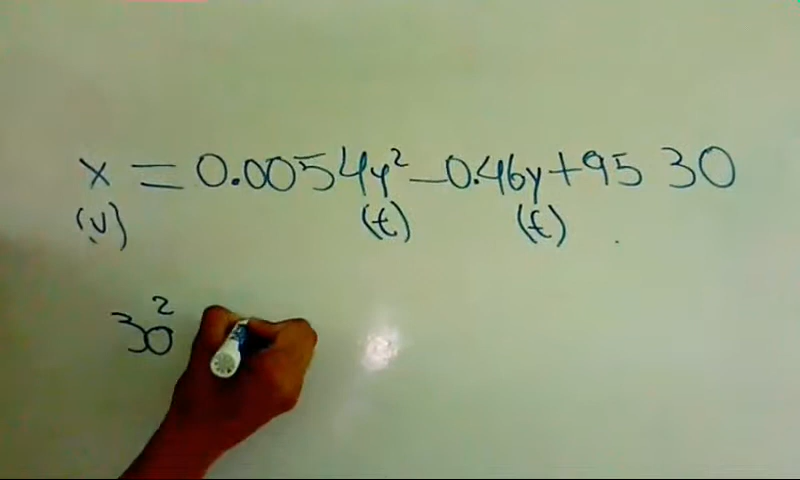 x = 0.0054y² - 0.46y + 95 30
(v) (t) (t)
30²